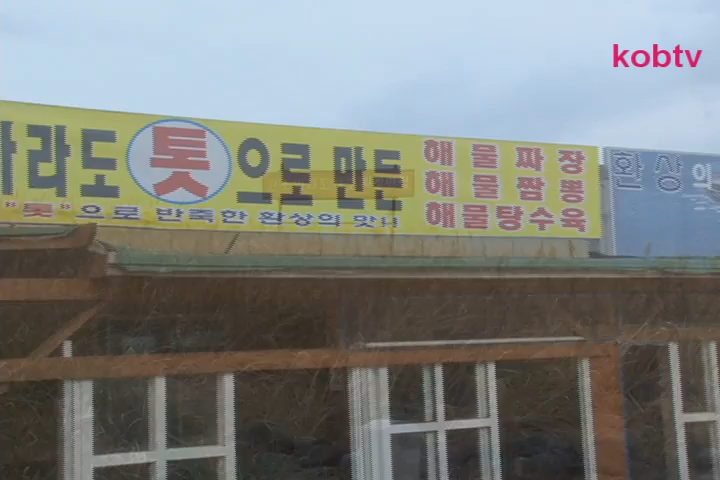 kobtv
라도 톳으로 만든
해물짜장
해물짬뽕
해물탕수육
"톳"으로 반죽한 환상의 맛!!
환상의